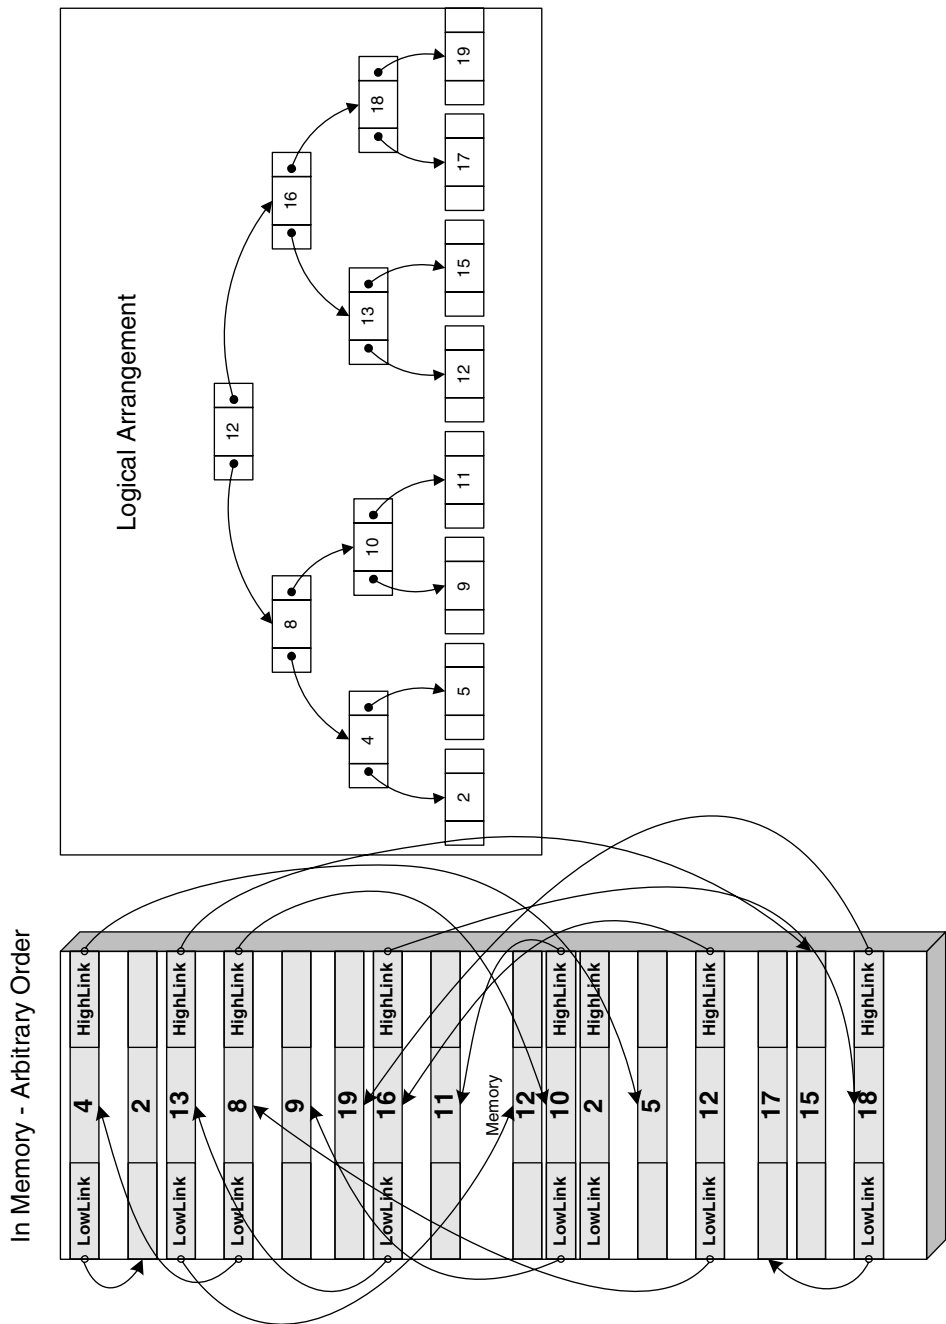 In Memory - Arbitrary Order
LowLink 4 HighLink
2
LowLink 13 HighLink
LowLink 8 HighLink
9
19
LowLink 16 HighLink
11
Memory
12
LowLink 10 HighLink
LowLink 2 HighLink
5
LowLink 12 HighLink
17
15
LowLink 18 HighLink
Logical Arrangement
12
8
16
4
10
13
18
2
5
9
11
12
15
17
19